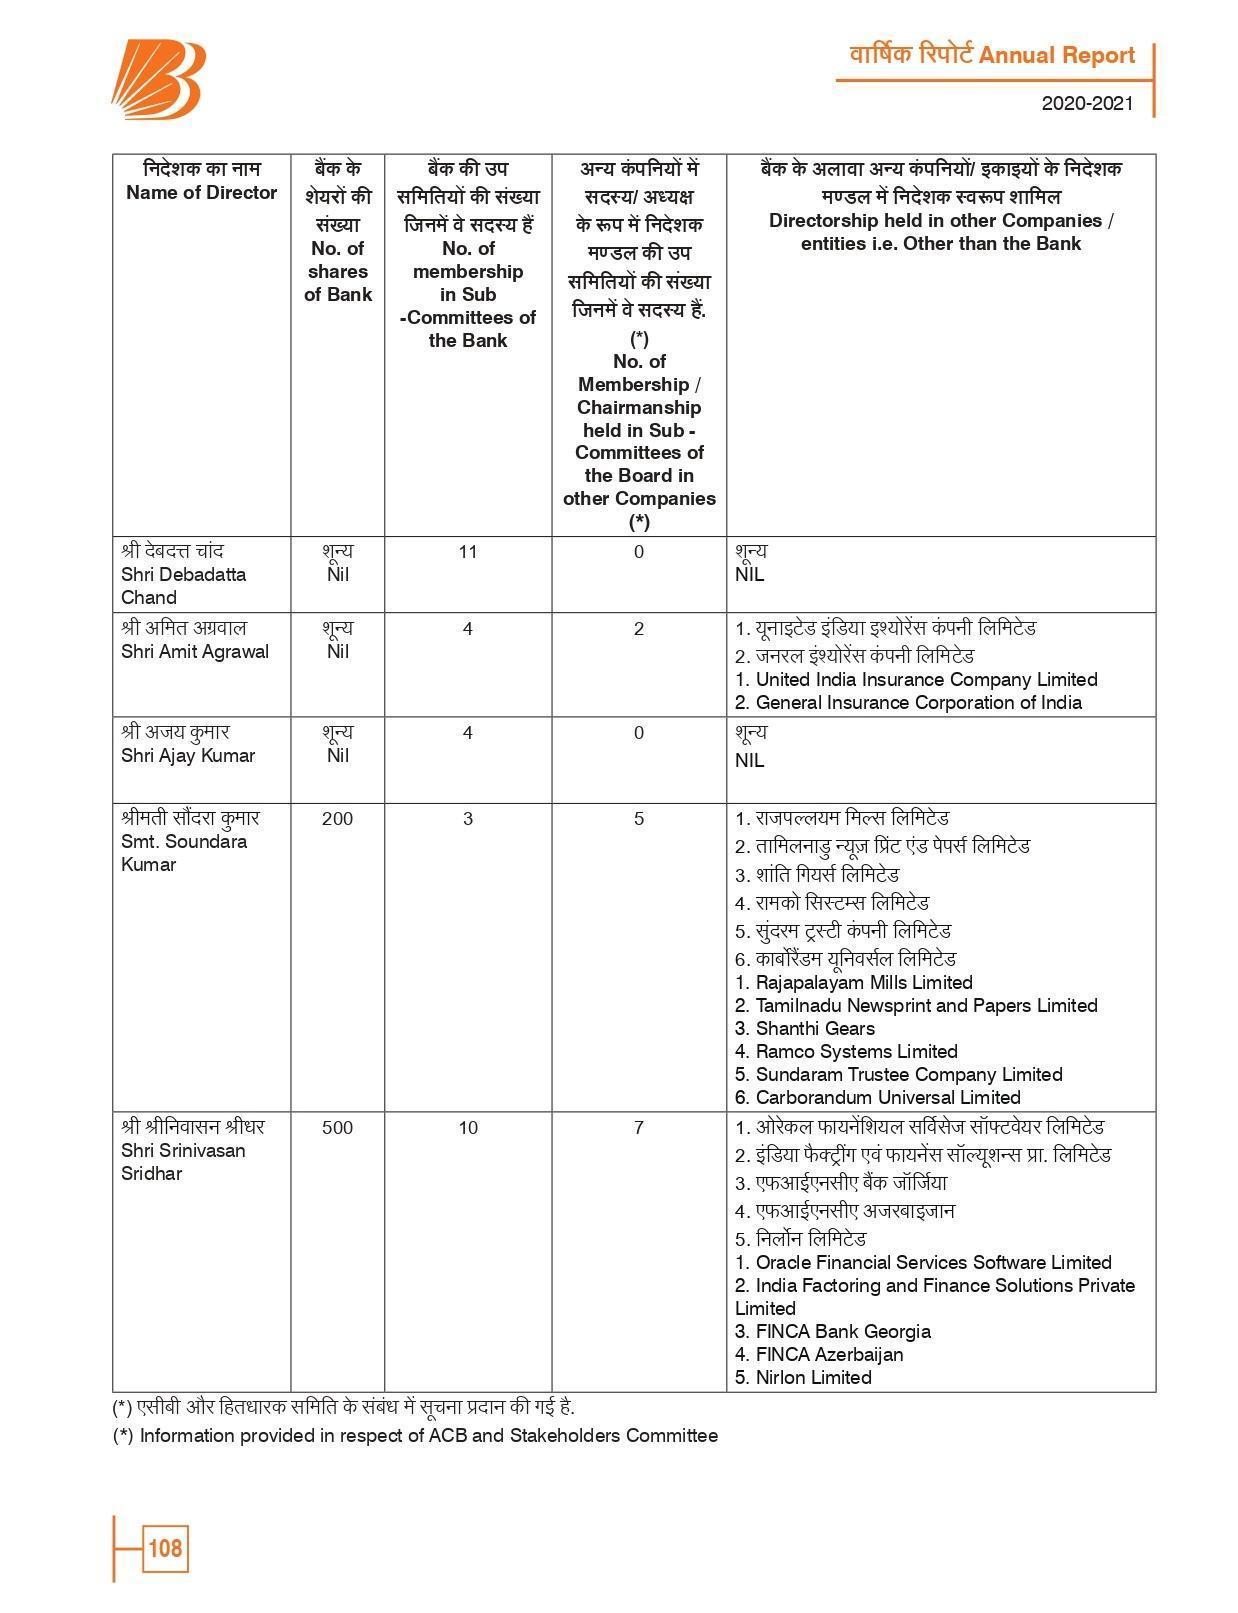 वार्षिक रिपोर्ट Annual Report
2020-2021
निदेशक का नाम
Name of Director
बैंक के
शेयरों की
संख्या
No. of
shares
of Bank
बैंक की उप
समितियों की संख्या
जिनमें वे सदस्य हैं
No. of
membership
in Sub
-Committees of
the Bank
अन्य कंपनियों में
सदस्य/ अध्यक्ष
के रूप में निदेशक
मण्डल की उप
समितियों की संख्या
जिनमें वे सदस्य हैं.
(*)
No. of
Membership /
Chairmanship
held in Sub -
Committees of
the Board in
other Companies
(*)
बैंक के अलावा अन्य कंपनियों/ इकाइयों के निदेशक
मण्डल में निदेशक स्वरूप शामिल
Directorship held in other Companies /
entities i.e. Other than the Bank
श्री देबदत्त चांद
Shri Debadatta
Chand
शून्य
Nil
11
0
शून्य
NIL
श्री अमित अग्रवाल
Shri Amit Agrawal
शून्य
Nil
4
2
1. यूनाइटेड इंडिया इश्योरेंस कंपनी लिमिटेड
2. जनरल इंश्योरेंस कंपनी लिमिटेड
1. United India Insurance Company Limited
2. General Insurance Corporation of India
श्री अजय कुमार
Shri Ajay Kumar
शून्य
Nil
4
0
शून्य
NIL
श्रीमती सौंदरा कुमार
Smt. Soundara
Kumar
200
3
5
1. राजपल्लयम मिल्स लिमिटेड
2. तामिलनाडु न्यूज़ प्रिंट एंड पेपर्स लिमिटेड
3. शांति गियर्स लिमिटेड
4. रामको सिस्टम्स लिमिटेड
5. सुंदरम ट्रस्टी कंपनी लिमिटेड
6. कार्बोरैंडम यूनिवर्सल लिमिटेड
1. Rajapalayam Mills Limited
2. Tamilnadu Newsprint and Papers Limited
3. Shanthi Gears
4. Ramco Systems Limited
5. Sundaram Trustee Company Limited
6. Carborandum Universal Limited
श्री श्रीनिवासन श्रीधर
Shri Srinivasan
Sridhar
500
10
7
1. ओरेकल फायनेंशियल सर्विसेज सॉफ्टवेयर लिमिटेड
2. इंडिया फैक्ट्रींग एवं फायनेंस सॉल्यूशन्स प्रा. लिमिटेड
3. एफआईएनसीए बैंक जॉर्जिया
4. एफआईएनसीए अजरबाइजान
5. निर्लोन लिमिटेड
1. Oracle Financial Services Software Limited
2. India Factoring and Finance Solutions Private
Limited
3. FINCA Bank Georgia
4. FINCA Azerbaijan
5. Nirlon Limited
(*) एसीबी और हितधारक समिति के संबंध में सूचना प्रदान की गई है.
(*) Information provided in respect of ACB and Stakeholders Committee
108